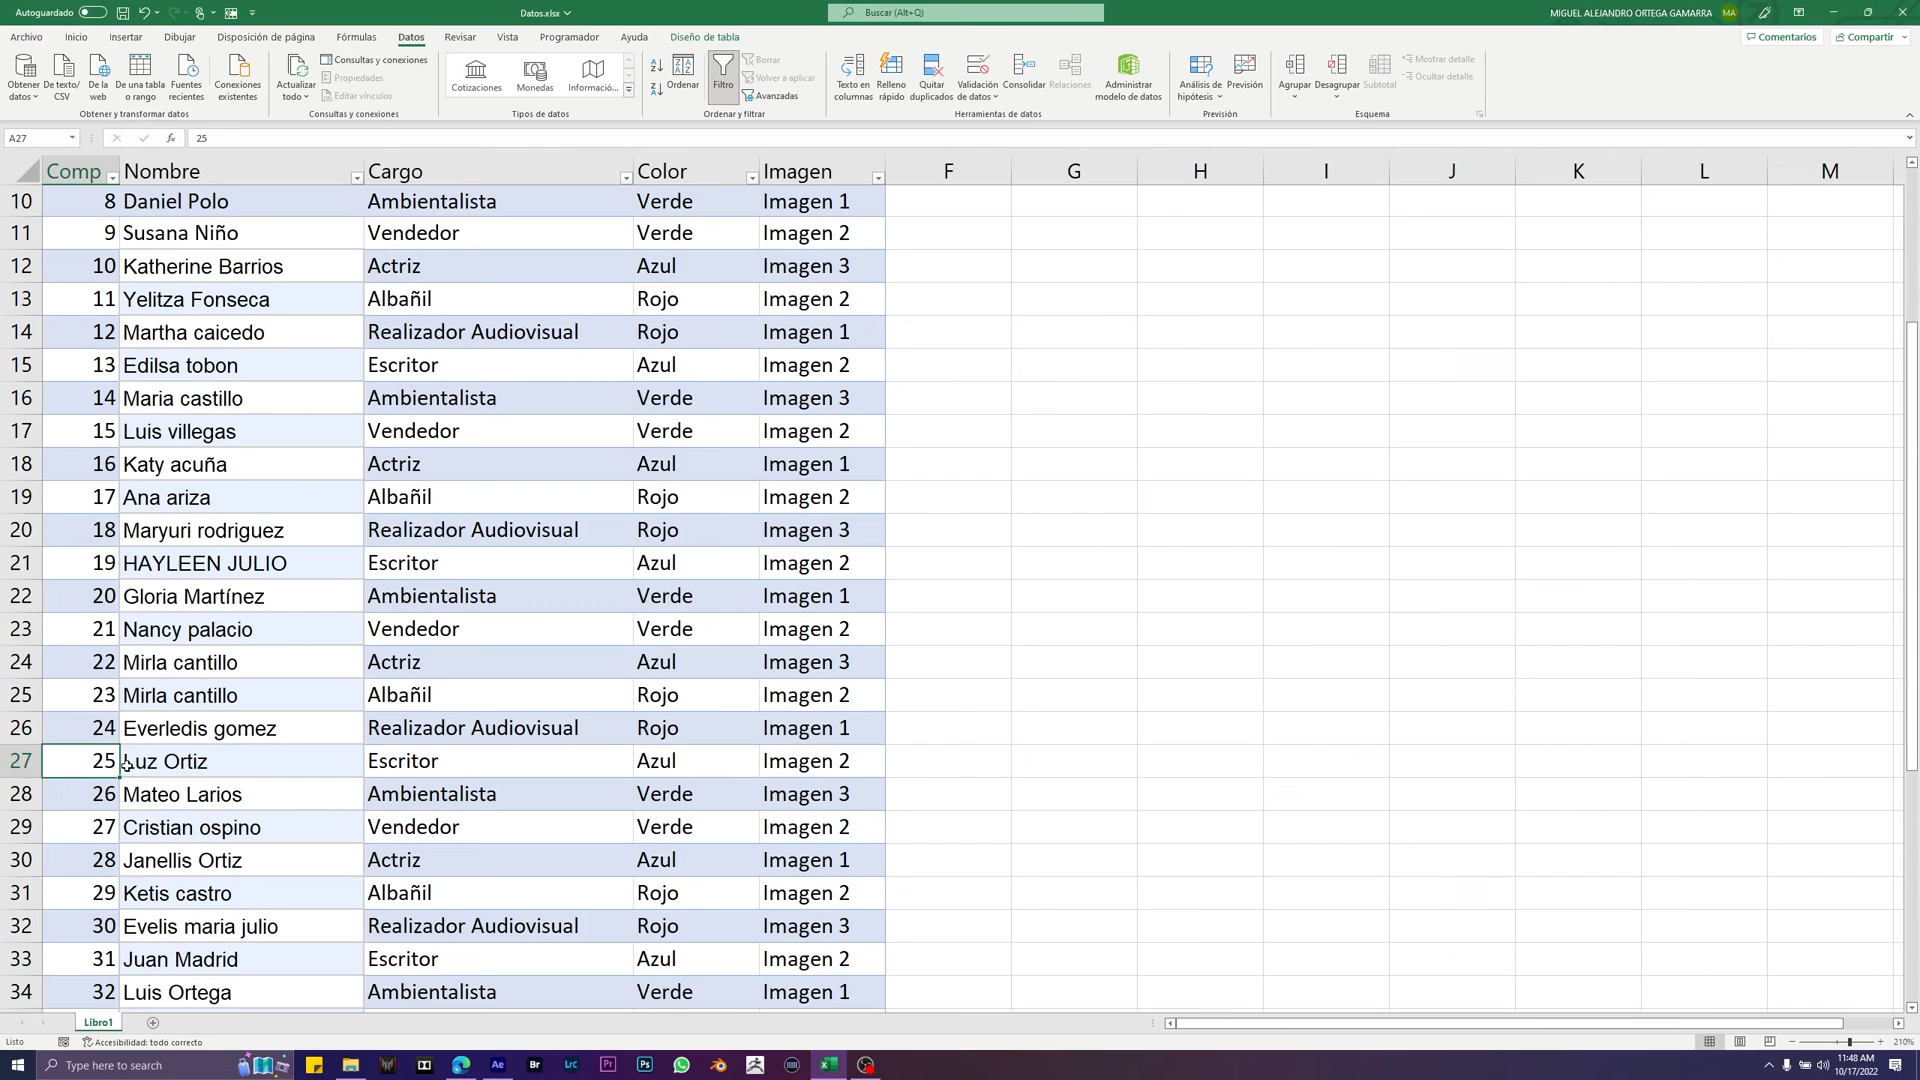 Autoguardado
Datos.xlsx
Buscar (Alt+Q)
MIGUEL ALEJANDRO ORTEGA GAMARRA MA
Archivo Inicio Insertar Dibujar Disposición de página Fórmulas Datos Revisar Vista Programador Ayuda Diseño de tabla
Comentarios Compartir
Obtener datos
De texto/ CSV
De la web
De una tabla o rango
Fuentes recientes
Conexiones existentes
Obtener y transformar datos
Actualizar todo
Consultas y conexiones
Propiedades
Editar vínculos
Consultas y conexiones
Cotizaciones Monedas Informació...
Tipos de datos
Ordenar
Filtro
Borrar
Volver a aplicar
Avanzadas
Ordenar y filtrar
Texto en columnas
Relleno rápido
Quitar duplicados
Validación de datos
Consolidar
Relaciones
Administrar modelo de datos
Herramientas de datos
Análisis de hipótesis
Previsión
Previsión
Agrupar Desagrupar Subtotal
Mostrar detalle
Ocultar detalle
Esquema
A27 fx 25
Comp Nombre Cargo Color Imagen F G H I J K L M
10 8 Daniel Polo Ambientalista Verde Imagen 1
11 9 Susana Niño Vendedor Verde Imagen 2
12 10 Katherine Barrios Actriz Azul Imagen 3
13 11 Yelitza Fonseca Albañil Rojo Imagen 2
14 12 Martha caicedo Realizador Audiovisual Rojo Imagen 1
15 13 Edilsa tobon Escritor Azul Imagen 2
16 14 Maria castillo Ambientalista Verde Imagen 3
17 15 Luis villegas Vendedor Verde Imagen 2
18 16 Katy acuña Actriz Azul Imagen 1
19 17 Ana ariza Albañil Rojo Imagen 2
20 18 Maryuri rodriguez Realizador Audiovisual Rojo Imagen 3
21 19 HAYLEEN JULIO Escritor Azul Imagen 2
22 20 Gloria Martínez Ambientalista Verde Imagen 1
23 21 Nancy palacio Vendedor Verde Imagen 2
24 22 Mirla cantillo Actriz Azul Imagen 3
25 23 Mirla cantillo Albañil Rojo Imagen 2
26 24 Everledis gomez Realizador Audiovisual Rojo Imagen 1
27 25 Luz Ortiz Escritor Azul Imagen 2
28 26 Mateo Larios Ambientalista Verde Imagen 3
29 27 Cristian ospino Vendedor Verde Imagen 2
30 28 Janellis Ortiz Actriz Azul Imagen 1
31 29 Ketis castro Albañil Rojo Imagen 2
32 30 Evelis maria julio Realizador Audiovisual Rojo Imagen 3
33 31 Juan Madrid Escritor Azul Imagen 2
34 32 Luis Ortega Ambientalista Verde Imagen 1
Libro1
Listo Accesibilidad: todo correcto 210%
Type here to search
Ae Br Lrc Pr Ps
11:48 AM
10/17/2022